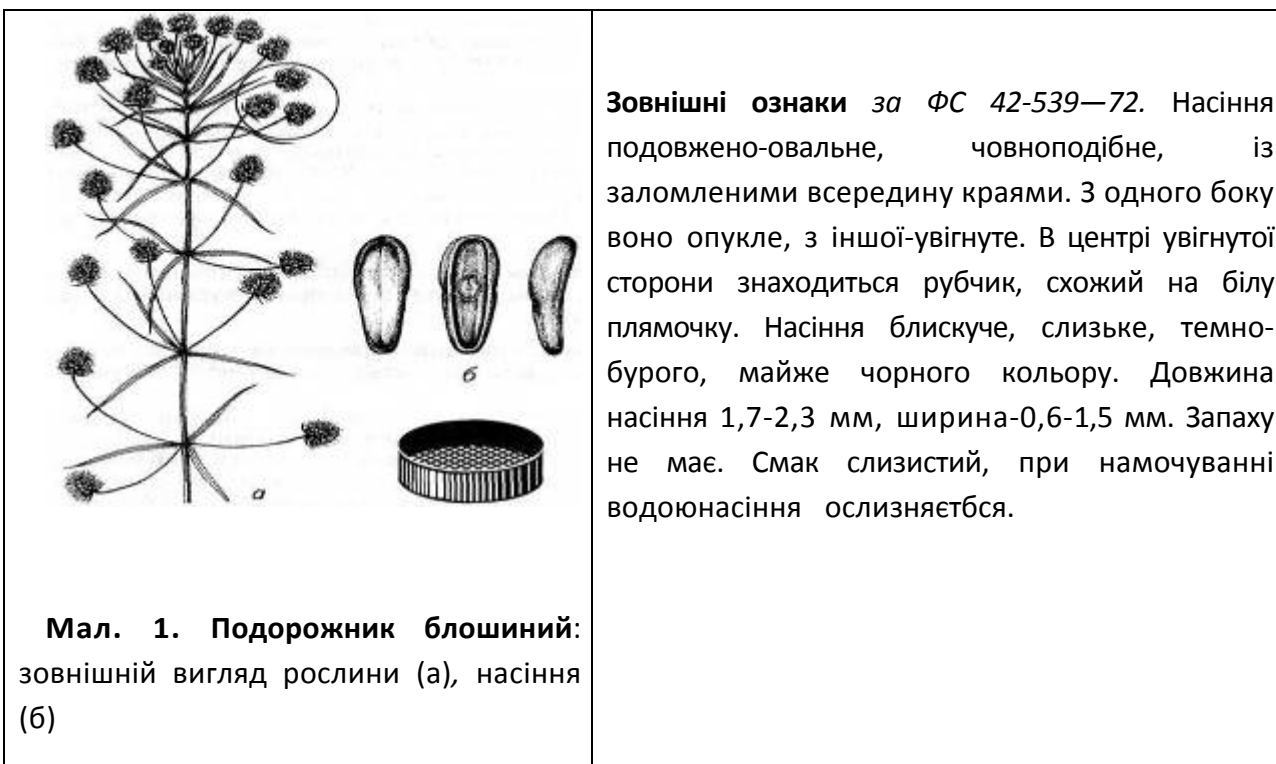 Зовнішні ознаки за ФС 42-539—72. Насіння
подовжено-овальне, човноподібне, із
заломленими всередину краями. З одного боку
воно опукле, з іншої-увігнуте. В центрі увігнутої
сторони знаходиться рубчик, схожий на білу
плямочку. Насіння блискуче, слизьке, темно-
бурого, майже чорного кольору. Довжина
насіння 1,7-2,3 мм, ширина-0,6-1,5 мм. Запаху
не має. Смак слизистий, при намочуванні
водоюнасіння ослизняєтбся.
б
а
Мал. 1. Подорожник блошиний:
зовнішній вигляд рослини (а), насіння
(б)